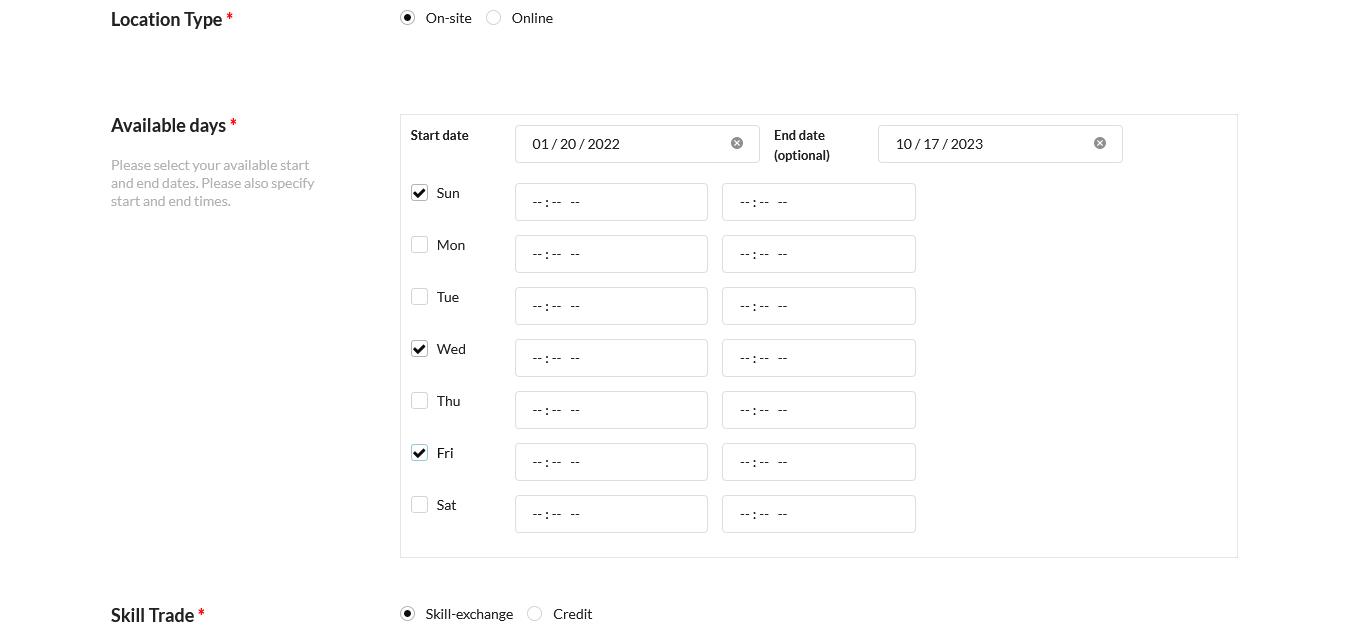 Location Type *
On-site Online
Available days *
Please select your available start
and end dates. Please also specify
start and end times.
Start date 01 / 20 / 2022 End date
(optional) 10 / 17 / 2023
Sun --:-- -- --:-- --
Mon --:-- -- --:-- --
Tue --:-- -- --:-- --
Wed --:-- -- --:-- --
Thu --:-- -- --:-- --
Fri --:-- -- --:-- --
Sat --:-- -- --:-- --
Skill Trade *
Skill-exchange Credit